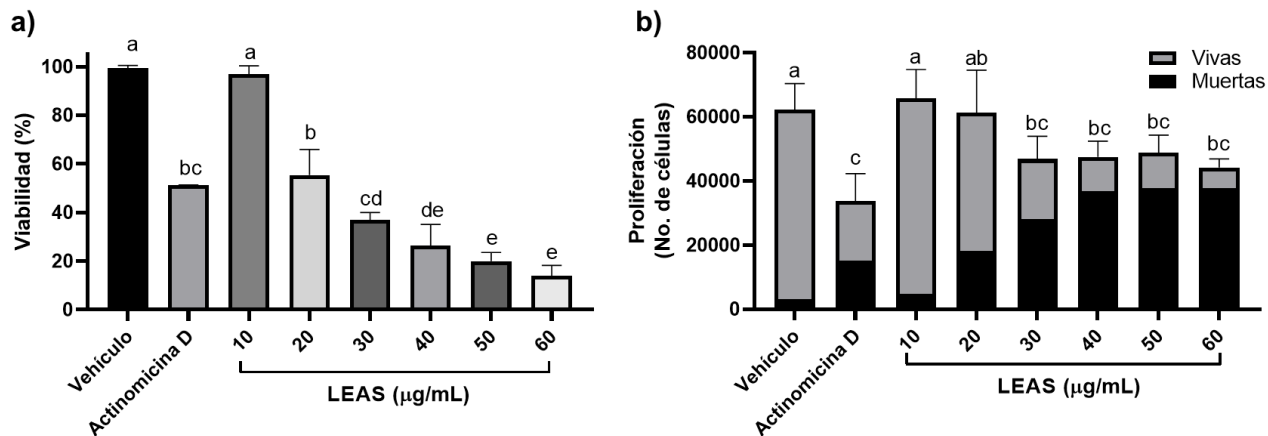 a)
Viabilidad (%)
100
80
60
40
20
0
a
bc
a
b
cd
de
e
e
Vehículo
Actinomicina D
10
20
30
40
50
60
LEAS (μg/mL)
b)
Proliferación
(No. de células)
80000
60000
40000
20000
0
Vivas
Muertas
a
c
a
ab
bc
bc
bc
bc
Vehículo
Actinomicina D
10
20
30
40
50
60
LEAS (μg/mL)